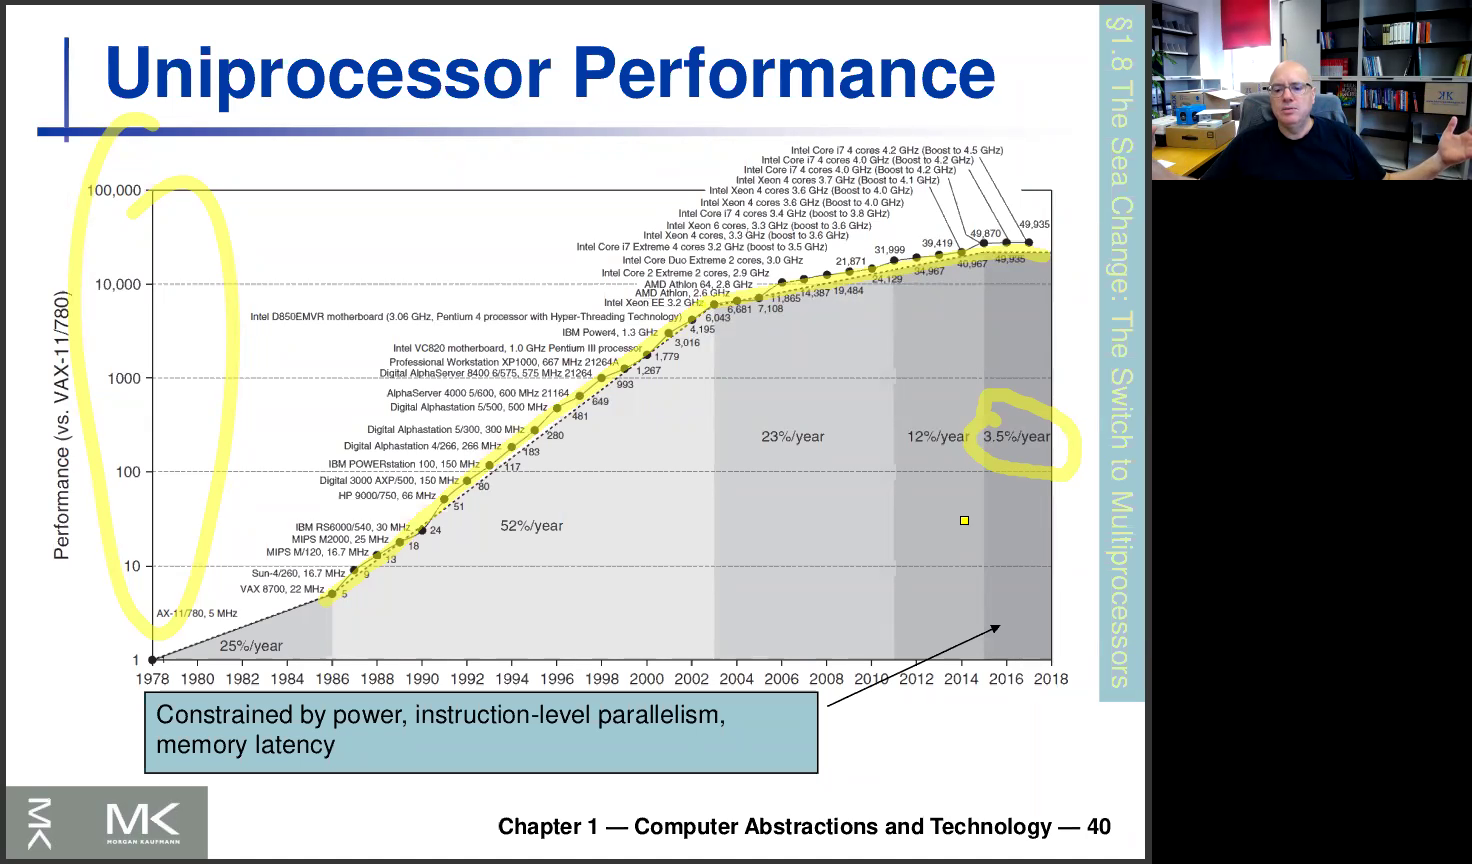 Uniprocessor Performance
§1.8 The Sea Change: The Switch to Multiprocessors
Performance (vs. VAX-11/780)
100,000
10,000
1000
100
10
1
Intel Core i7 4 cores 4.2 GHz (Boost to 4.5 GHz)
Intel Core i7 4 cores 4.0 GHz (Boost to 4.2 GHz)
Intel Core i7 4 cores 4.0 GHz (Boost to 4.2 GHz)
Intel Xeon 4 cores 3.7 GHz (Boost to 4.1 GHz)
Intel Xeon 4 cores 3.6 GHz (Boost to 4.0 GHz)
Intel Xeon 4 cores 3.6 GHz (Boost to 4.0 GHz)
Intel Core i7 4 cores 3.4 GHz (boost to 3.8 GHz)
Intel Xeon 6 cores, 3.3 GHz (boost to 3.6 GHz)
Intel Xeon 4 cores, 3.3 GHz (boost to 3.6 GHz)
Intel Core i7 Extreme 4 cores 3.2 GHz (boost to 3.5 GHz)
Intel Core Duo Extreme 2 cores, 3.0 GHz
Intel Core 2 Extreme 2 cores, 2.9 GHz
AMD Athlon 64, 2.8 GHz
AMD Athlon, 2.6 GHz
Intel Xeon EE 3.2 GHz
Intel D850EMVR motherboard (3.06 GHz, Pentium 4 processor with Hyper-Threading Technology)
IBM Power4, 1.3 GHz
Intel VC820 motherboard, 1.0 GHz Pentium III processor
Professional Workstation XP1000, 667 MHz 21264A
Digital AlphaServer 8400 6/575, 575 MHz 21264
AlphaServer 4000 5/600, 600 MHz 21164
Digital Alphastation 5/500, 500 MHz
Digital Alphastation 5/300, 300 MHz
Digital Alphastation 4/266, 266 MHz
IBM POWERstation 100, 150 MHz
Digital 3000 AXP/500, 150 MHz
HP 9000/750, 66 MHz
IBM RS6000/540, 30 MHz
MIPS M2000, 25 MHz
MIPS M/120, 16.7 MHz
Sun-4/260, 16.7 MHz
VAX 8700, 22 MHz
AX-11/780, 5 MHz
49,935
49,870
39,419
31,999
21,871
49,935
40,967
34,967
24,129
19,484
14,387
11,865
7,108
6,681
6,043
4,195
3,016
1,779
1,267
993
649
481
280
183
117
80
51
24
18
13
9
5
25%/year
52%/year
23%/year
12%/year
3.5%/year
1978 1980 1982 1984 1986 1988 1990 1992 1994 1996 1998 2000 2002 2004 2006 2008 2010 2012 2014 2016 2018
Constrained by power, instruction-level parallelism,
memory latency
MK
MK
MORGAN KAUFMANN
Chapter 1 — Computer Abstractions and Technology — 40